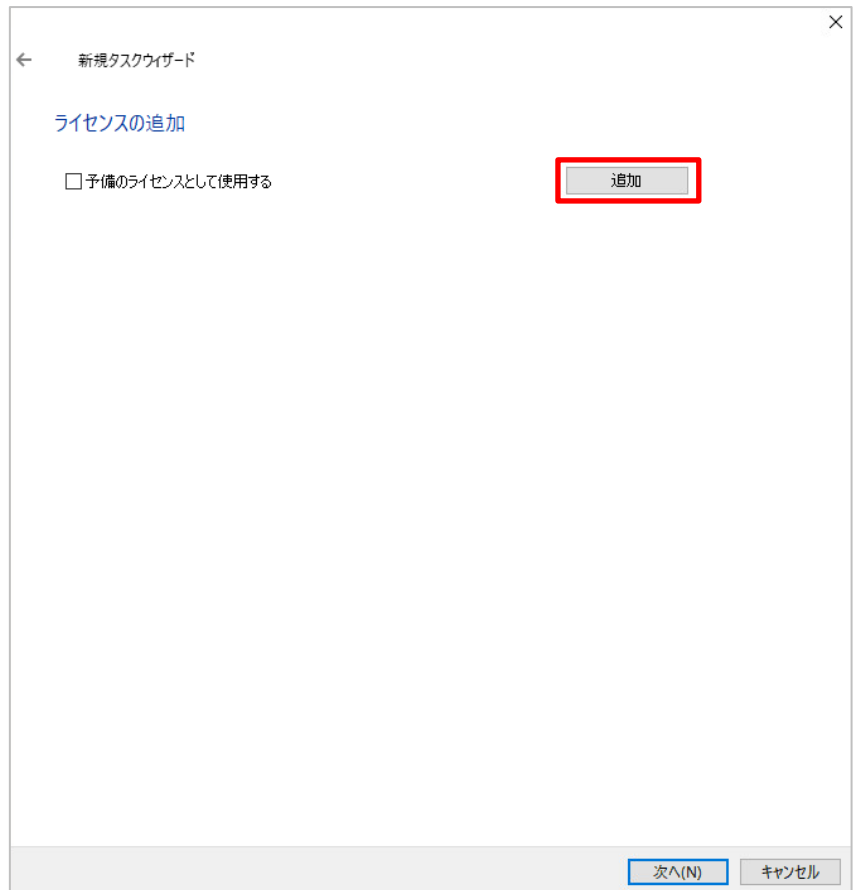 新規タスクウィザード
ライセンスの追加
予備のライセンスとして使用する
追加
次へ(N)
キャンセル